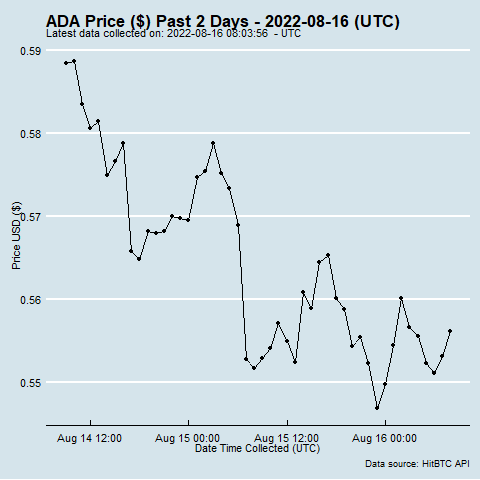 ADA Price ($) Past 2 Days - 2022-08-16 (UTC)
Latest data collected on: 2022-08-16 08:03:56 - UTC
0.59
0.58
0.57
0.56
0.55
Price USD ($)
Aug 14 12:00 Aug 15 00:00 Aug 15 12:00 Aug 16 00:00
Date Time Collected (UTC)
Data source: HitBTC API